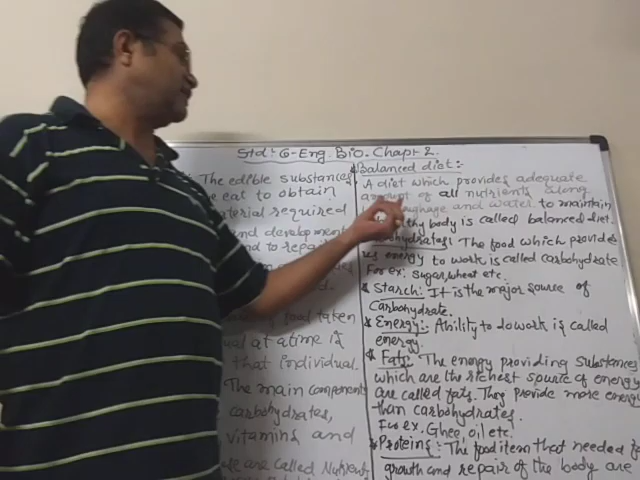 Std: 6 Eng. Bio. Chapt 2.
The edible substances
eat to obtain
material required
and development
and to repair
food taken
at a time is
that individual.
The main components
carbohydrates,
vitamins and
are called Nutrients
Balanced diet:
A diet which provides adequate
amount of all nutrients along
roughage and water to maintain
body is called balanced diet.
Carbohydrates: The food which provides
us energy to work is called carbohydrate.
For ex. sugar, wheat etc.
* Starch: It is the major source of
Carbohydrate.
* Energy: Ability to do work is called
energy.
* Fats: The energy providing substances
which are the richest source of energy
are called fats. They provide more energy
than carbohydrates.
For ex. Ghee, oil etc.
* Proteins: The food item that needed for
growth and repair of the body are